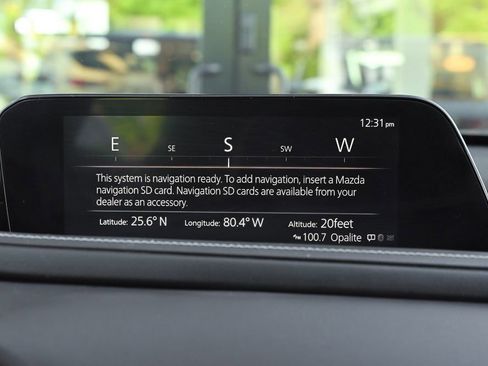 12:31pm
E SE S SW W
This system is navigation ready. To add navigation, insert a Mazda
navigation SD card. Navigation SD cards are available from your
dealer as an accessory.
Latitude: 25.6° N Longitude: 80.4° W Altitude: 20feet
100.7 Opalite